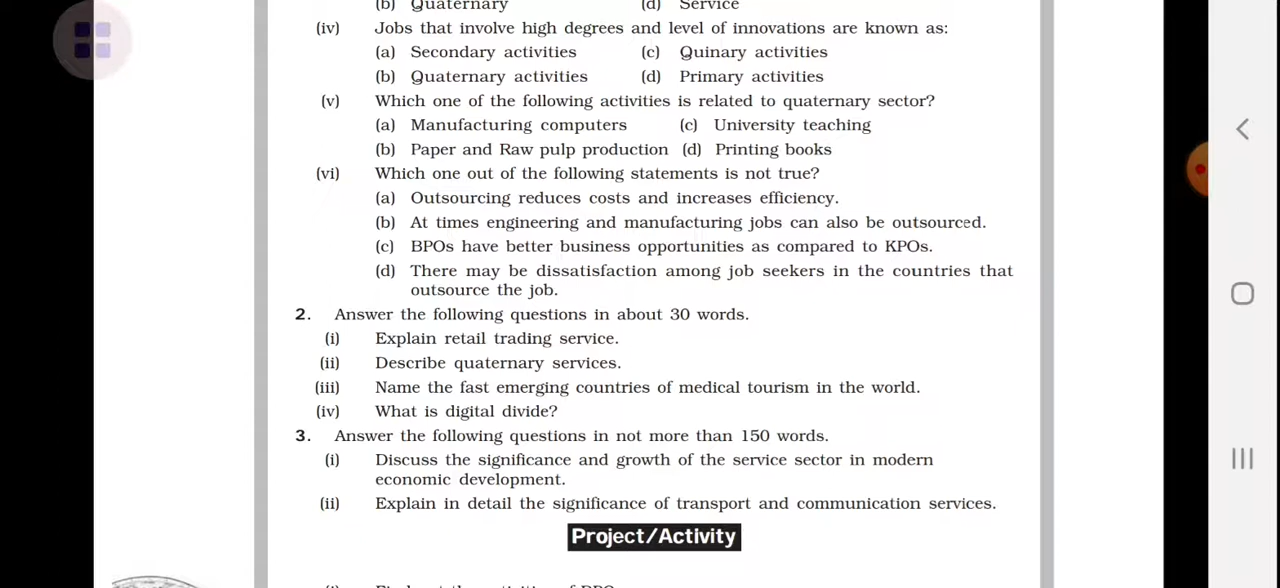 (b) Quaternary (d) Service
(iv) Jobs that involve high degrees and level of innovations are known as:
(a) Secondary activities (c) Quinary activities
(b) Quaternary activities (d) Primary activities
(v) Which one of the following activities is related to quaternary sector?
(a) Manufacturing computers (c) University teaching
(b) Paper and Raw pulp production (d) Printing books
(vi) Which one out of the following statements is not true?
(a) Outsourcing reduces costs and increases efficiency.
(b) At times engineering and manufacturing jobs can also be outsourced.
(c) BPOs have better business opportunities as compared to KPOs.
(d) There may be dissatisfaction among job seekers in the countries that
outsource the job.
2. Answer the following questions in about 30 words.
(i) Explain retail trading service.
(ii) Describe quaternary services.
(iii) Name the fast emerging countries of medical tourism in the world.
(iv) What is digital divide?
3. Answer the following questions in not more than 150 words.
(i) Discuss the significance and growth of the service sector in modern
economic development.
(ii) Explain in detail the significance of transport and communication services.
Project/Activity